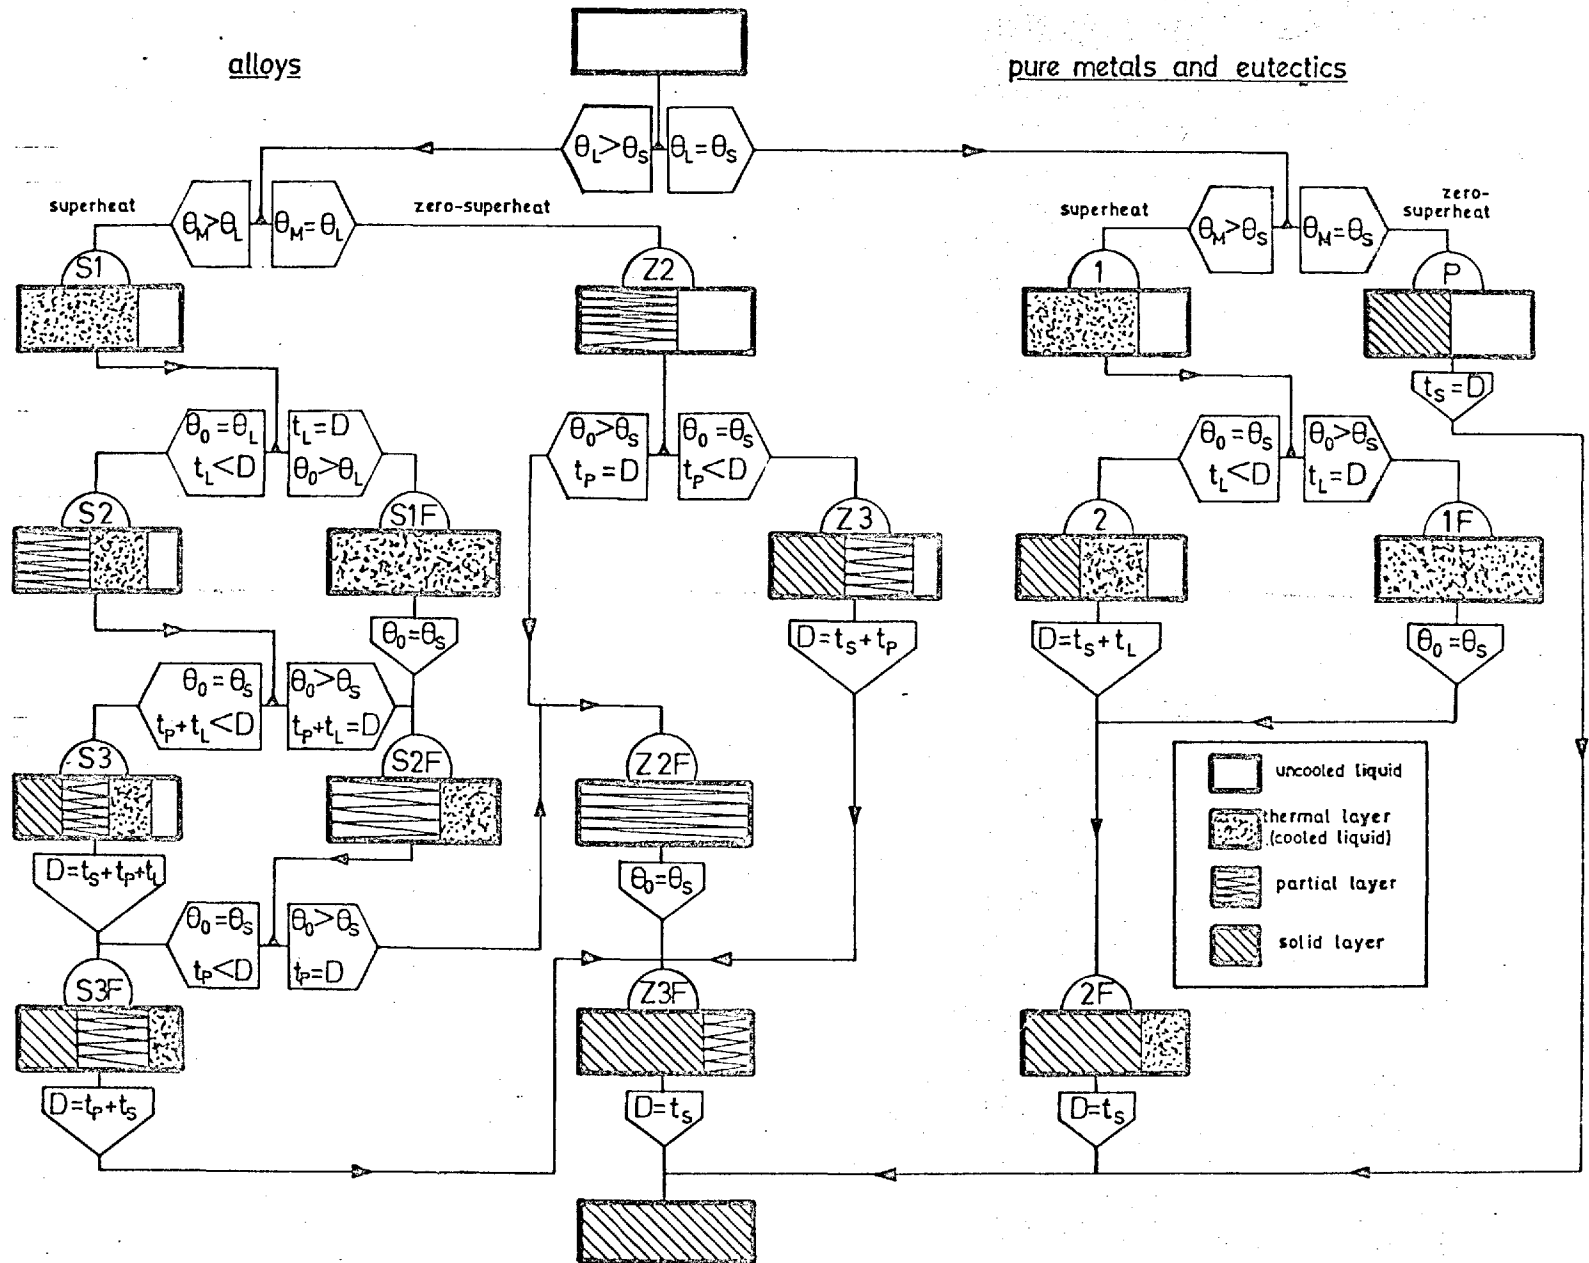 alloys
pure metals and eutectics
θL>θS
θL=θS
superheat
θM>θL
θM=θL
zero-superheat
superheat
θM>θS
θM=θS
zero-
superheat
S1
Z2
1
P
tS=D
θ0=θL
tL<D
tL=D
θ0>θL
θ0>θS
tP=D
θ0=θS
tP<D
θ0=θS
tL<D
θ0>θS
tL=D
S2
S1F
Z3
2
1F
θ0=θS
D=tS+tP
D=tS+tL
θ0=θS
θ0=θS
tP+tL<D
θ0>θS
tP+tL=D
S3
S2F
Z2F
D=tS+tP+tL
θ0=θS
θ0=θS
tP<D
θ0>θS
tP=D
uncooled liquid
thermal layer
(cooled liquid)
partial layer
solid layer
S3F
Z3F
2F
D=tP+tS
D=tS
D=tS